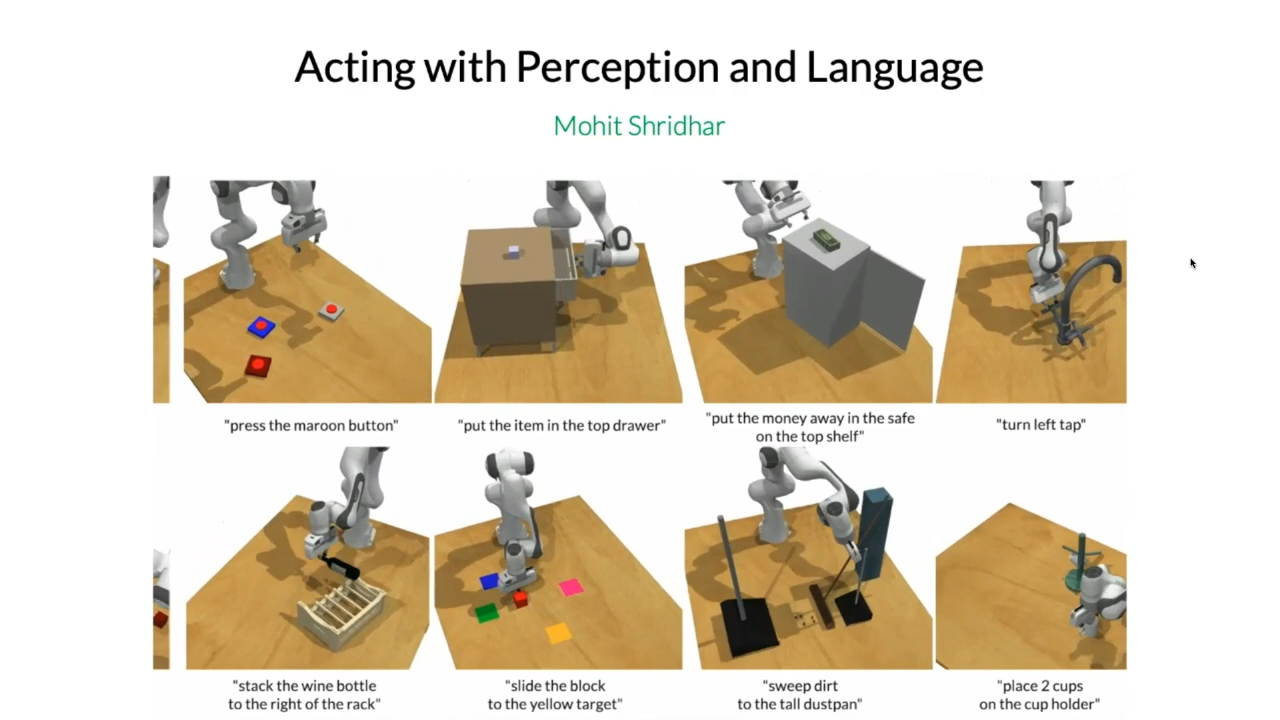 Acting with Perception and Language
Mohit Shridhar
"press the maroon button"
"put the item in the top drawer"
"put the money away in the safe
on the top shelf"
"turn left tap"
"stack the wine bottle
to the right of the rack"
"slide the block
to the yellow target"
"sweep dirt
to the tall dustpan"
"place 2 cups
on the cup holder"